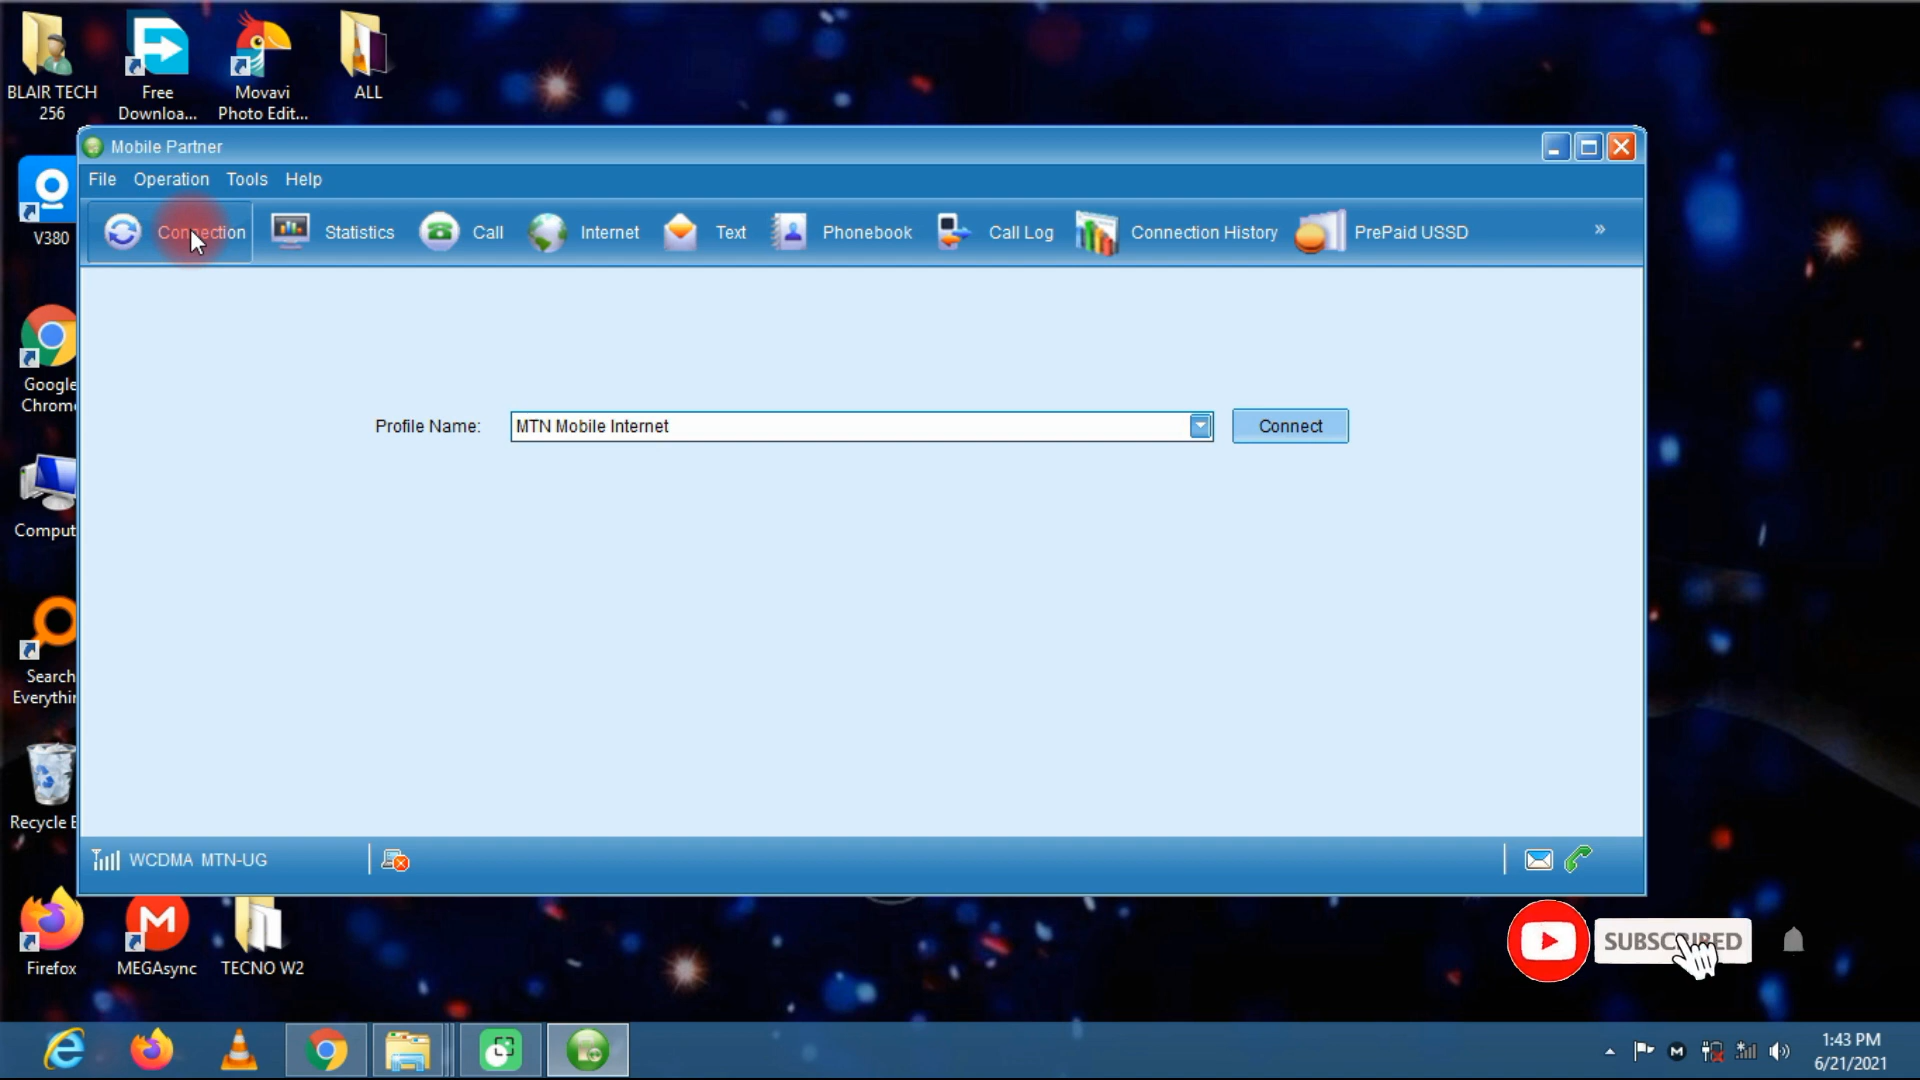 BLAIR TECH
256
Free
Downloa...
Movavi
Photo Edit...
ALL
Mobile Partner
File Operation Tools Help
Connection Statistics Call Internet Text Phonebook Call Log Connection History PrePaid USSD »
V380
Google
Chrom
Profile Name: MTN Mobile Internet Connect
Comput
Search
Everythin
Recycle B
WCDMA MTN-UG
Firefox
MEGAsync
TECNO W2
SUBSCRIBED
1:43 PM
6/21/2021